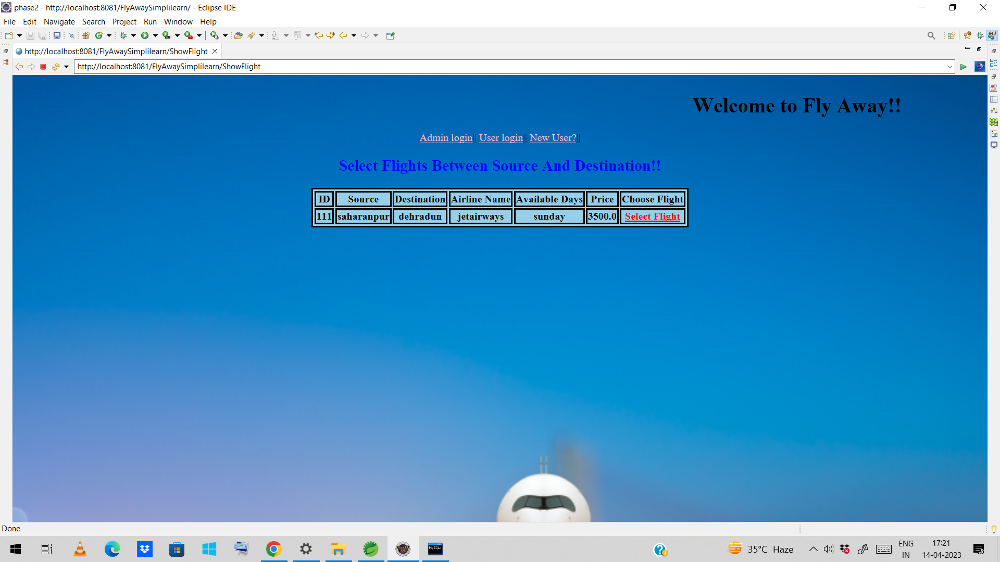 phase2 - http://localhost:8081/FlyAwaySimplilearn/ - Eclipse IDE
File Edit Navigate Search Project Run Window Help
http://localhost:8081/FlyAwaySimplilearn/ShowFlight
http://localhost:8081/FlyAwaySimplilearn/ShowFlight
Welcome to Fly Away!!
Admin login|| User login|| New User?||
Select Flights Between Source And Destination!!
ID Source Destination Airline Name Available Days Price Choose Flight
111 saharanpur dehradun jetairways sunday 3500.0 Select Flight
Done
35°C Haze
ENG
IN
17:21
14-04-2023